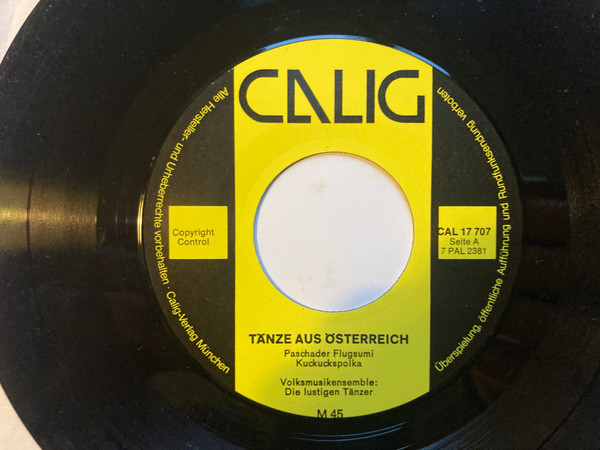 CALIG
Alle Hersteller- und Urheberrechte vorbehalten · Calig-Verlag München
Überspielung, öffentliche Aufführung und Rundfunksendung verboten
Copyright
Control
CAL 17 707
Seite A
7 PAL 2381
TÄNZE AUS ÖSTERREICH
Paschader Flugsumi
Kuckuckspolka
Volksmusikensemble:
Die lustigen Tänzer
M 45